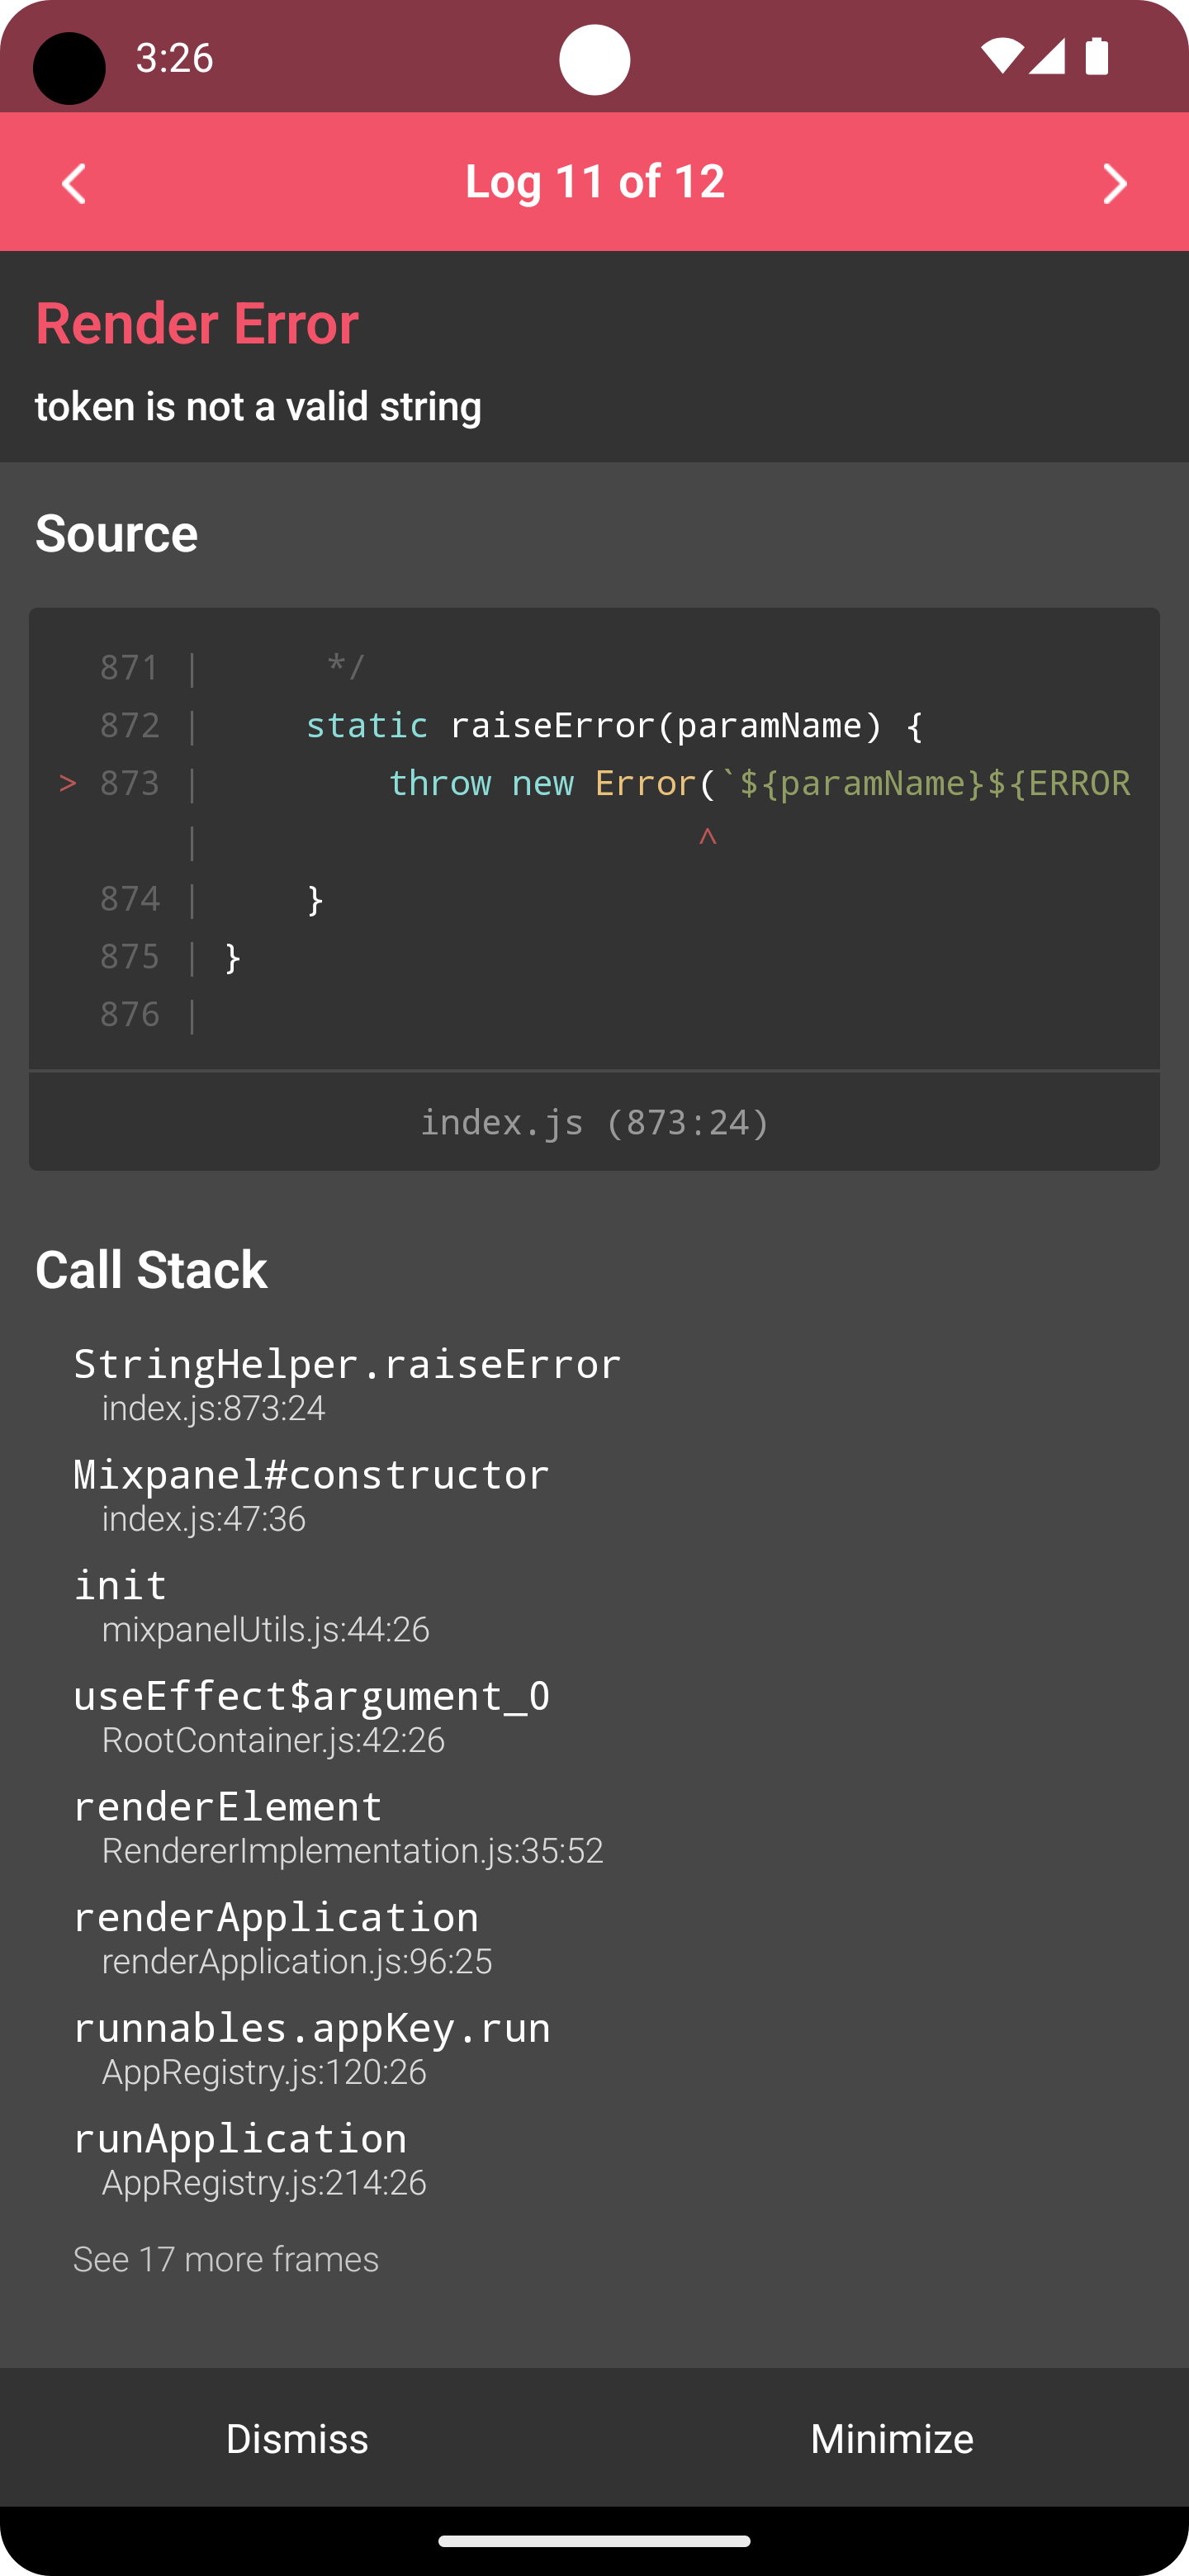 3:26
Log 11 of 12
Render Error
token is not a valid string
Source
871 |      */
872 |     static raiseError(paramName) {
> 873 |         throw new Error(`${paramName}${ERROR
|                        ^
874 |     }
875 | }
876 |
index.js (873:24)
Call Stack
StringHelper.raiseError
index.js:873:24
Mixpanel#constructor
index.js:47:36
init
mixpanelUtils.js:44:26
useEffect$argument_0
RootContainer.js:42:26
renderElement
RendererImplementation.js:35:52
renderApplication
renderApplication.js:96:25
runnables.appKey.run
AppRegistry.js:120:26
runApplication
AppRegistry.js:214:26
See 17 more frames
Dismiss Minimize